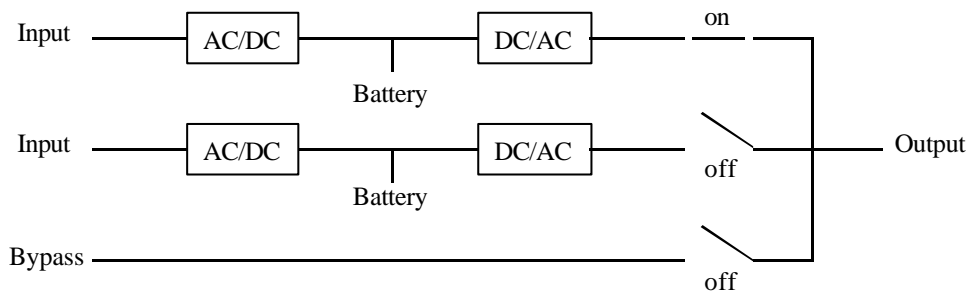 on
Input
AC/DC
DC/AC
Battery
Input
AC/DC
DC/AC
Output
off
Battery
Bypass
off